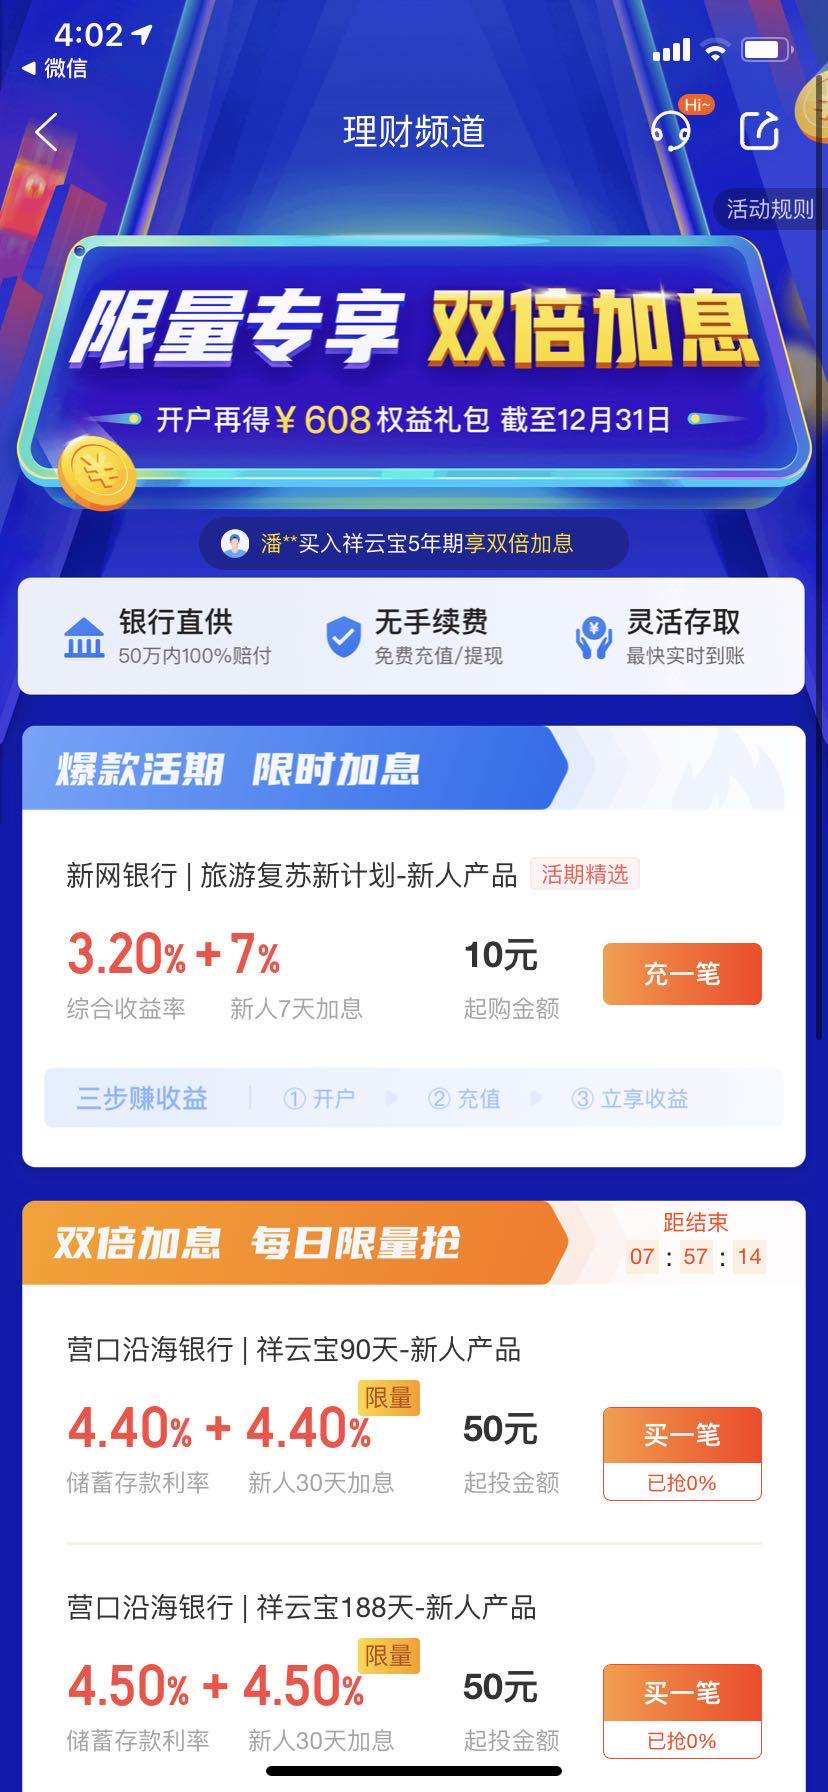 4:02
微信
理财频道
Hi~
活动规则
限量专享 双倍加息
开户再得¥608权益礼包 截至12月31日
潘**买入祥云宝5年期享双倍加息
银行直供 无手续费 灵活存取
50万内100%赔付 免费充值/提现 最快实时到账
爆款活期 限时加息
新网银行 | 旅游复苏新计划-新人产品 活期精选
3.20% + 7% 10元 充一笔
综合收益率 新人7天加息 起购金额
三步赚收益 | ① 开户 ② 充值 ③ 立享收益
双倍加息 每日限量抢
距结束
07 : 57 : 14
营口沿海银行 | 祥云宝90天-新人产品
限量
4.40% + 4.40% 50元 买一笔
储蓄存款利率 新人30天加息 起投金额 已抢0%
营口沿海银行 | 祥云宝188天-新人产品
限量
4.50% + 4.50% 50元 买一笔
储蓄存款利率 新人30天加息 起投金额 已抢0%